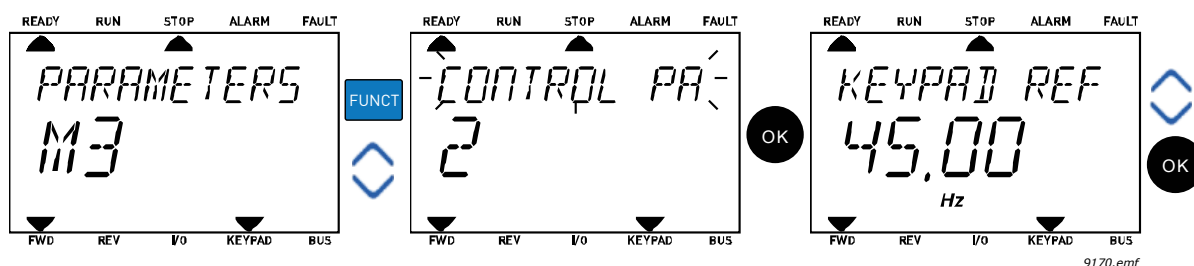 READY RUN STOP ALARM FAULT
PARAMETERS
M3
FWD REV I/O KEYPAD BUS
FUNCT
READY RUN STOP ALARM FAULT
CONTROL PA
2
FWD REV I/O KEYPAD BUS
OK
READY RUN STOP ALARM FAULT
KEYPAD REF
45.00
Hz
FWD REV I/O KEYPAD BUS
OK
9170.emf